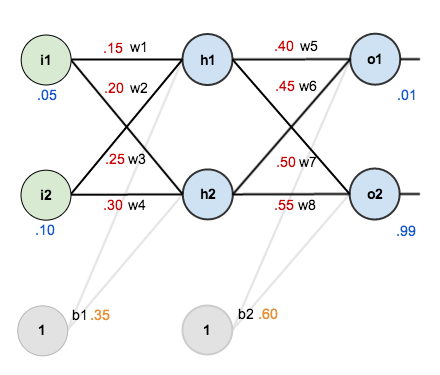 .15 w1
.40 w5
i1
h1
o1
.20 w2
.45 w6
.05
.01
.25 w3
.50 w7
i2
h2
o2
.30 w4
.55 w8
.10
.99
b1 .35
b2 .60
1
1